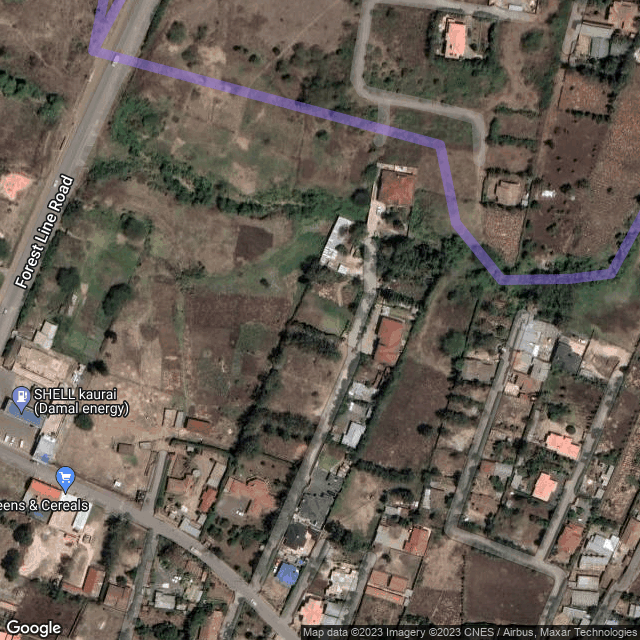 Forest Line Road
SHELL kaurai
(Damal energy)
eens & Cereals
Google
Map data ©2023 Imagery ©2023 CNES / Airbus, Maxar Technologies